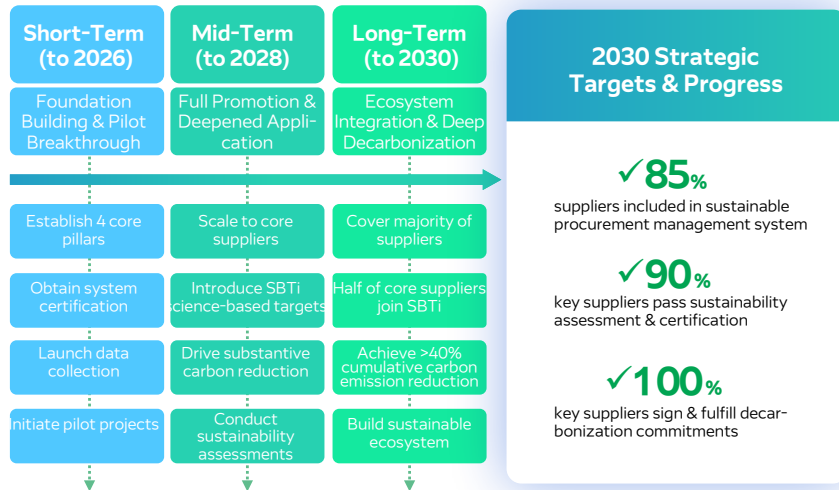 Short-Term
(to 2026)
Foundation
Building & Pilot
Breakthrough
Establish 4 core
pillars
Obtain system
certification
Launch data
collection
Initiate pilot projects
Mid-Term
(to 2028)
Full Promotion &
Deepened Appli-
cation
Scale to core
suppliers
Introduce SBTi
science-based targets
Drive substantive
carbon reduction
Conduct
sustainability
assessments
Long-Term
(to 2030)
Ecosystem
Integration & Deep
Decarbonization
Cover majority of
suppliers
Half of core suppliers
join SBTi
Achieve >40%
cumulative carbon
emission reduction
Build sustainable
ecosystem
2030 Strategic
Targets & Progress
✓85%
suppliers included in sustainable
procurement management system
✓90%
key suppliers pass sustainability
assessment & certification
✓100%
key suppliers sign & fulfill decar-
bonization commitments